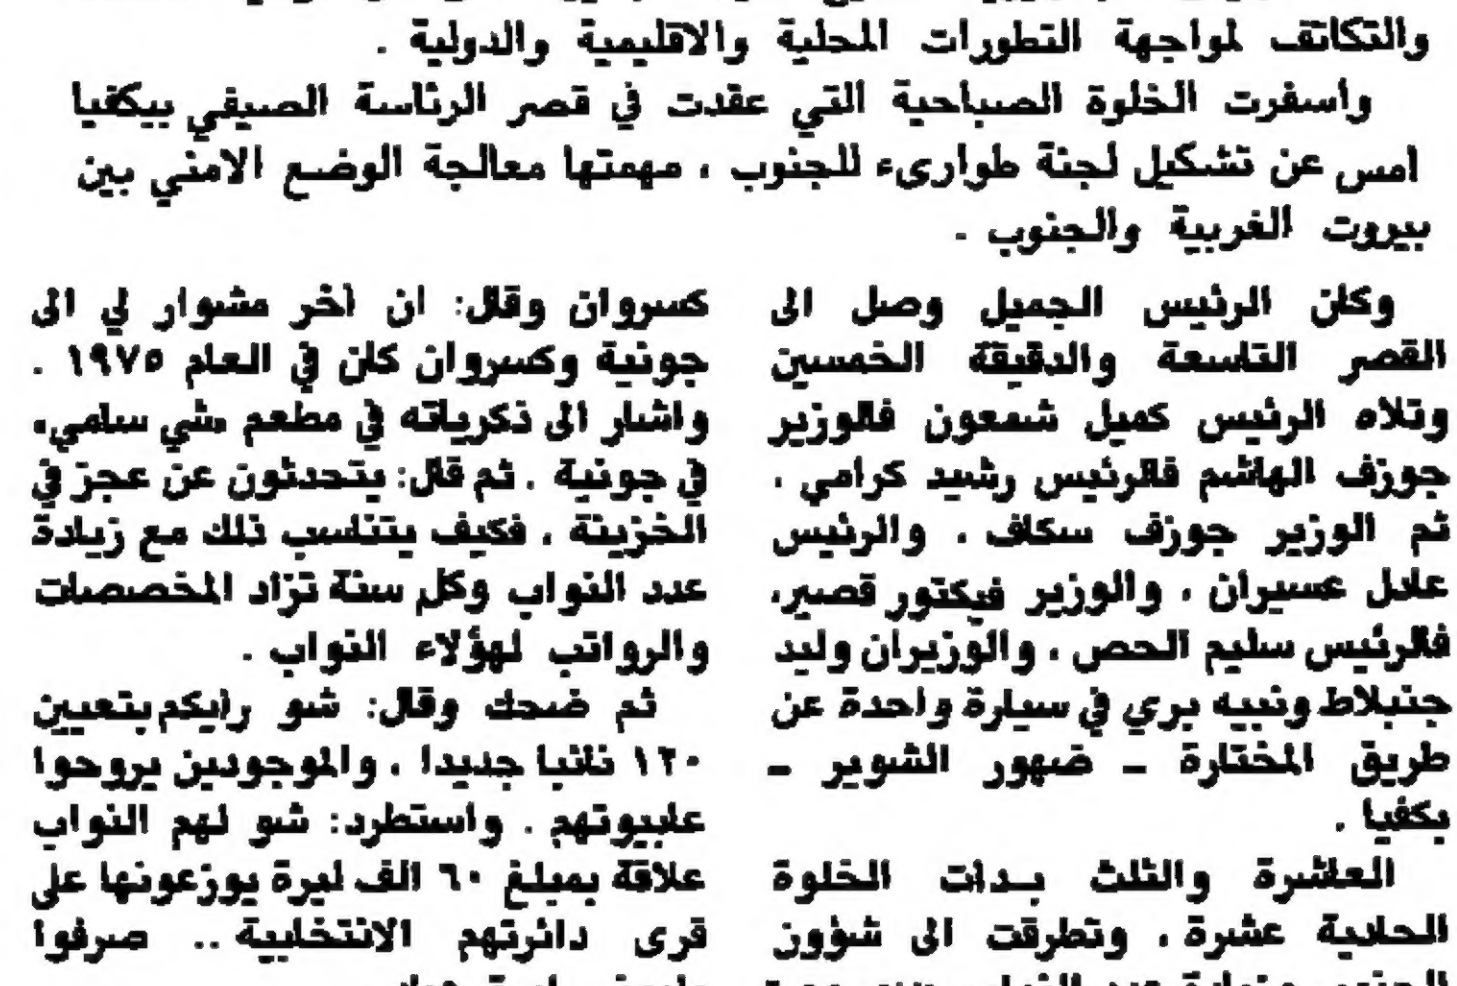 والتكاتف لمواجهة التطورات المحلية والاقليمية والدولية .
واسفرت الخلوة الصباحية التي عقدت في قصر الرئاسة الصيفي ببكفيا
امس عن تشكيل لجنة طوارىء للجنوب ، مهمتها معالجة الوضع الامني بين
بيروت الغربية والجنوب .
وكان الرئيس الجميل وصل الى
القصر التاسعة والدقيقة الخمسين
وتلاه الرئيس كميل شمعون فالوزير
جوزف الهاشم فالرئيس رشيد كرامي ،
ثم الوزير جوزف سكاف ، والرئيس
عادل عسيران ، والوزير فيكتور قصير،
فالرئيس سليم الحص ، والوزيران وليد
جنبلاط ونبيه بري في سيارة واحدة عن
طريق المختارة ــ ضهور الشوير ــ
بكفيا .
العاشرة والثلث بـدات الخلوة
الحادية عشرة ، وتطرقت الى شؤون
كسروان وقال: ان آخر مشوار لي الى
جونية وكسروان كان في العام ١٩٧٥ .
واشار الى ذكرياته في مطعم «شي سامي»
في جونية . ثم قال: يتحدثون عن عجز في
الخزينة ، فكيف يتناسب ذلك مع زيادة
عدد النواب وكل سنة تزاد المخصصات
والرواتب لهؤلاء النواب .
ثم ضحك وقال: شو رايكم بتعيين
١٢٠ نائبا جديدا ، والموجودين يروحوا
عابيوتهم . واستطرد: شو لهم النواب
علاقة بمبلغ ٦٠ الف ليرة يوزعونها على
قرى دائرتهم الانتخابية .. صرفوا